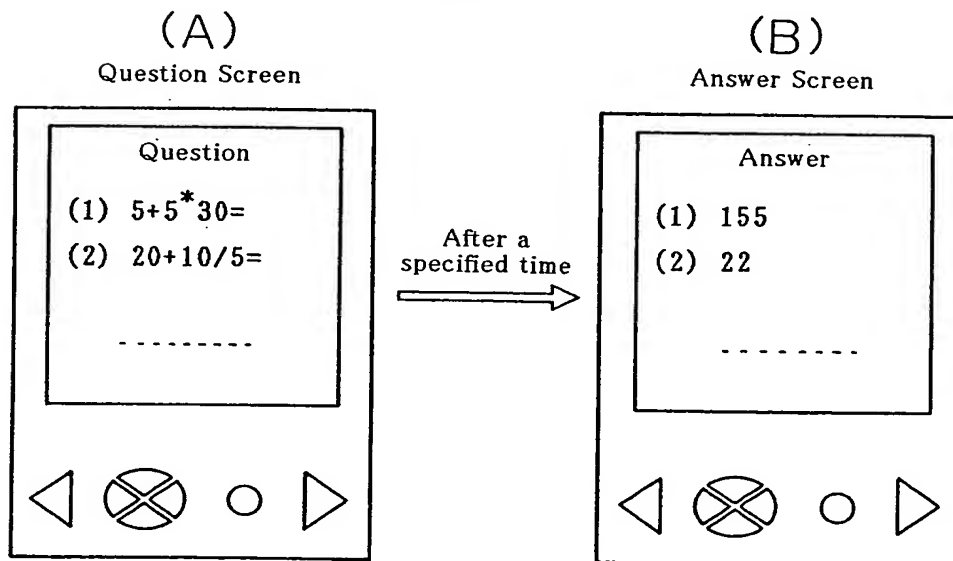 (A)
Question Screen
Question
(1) 5+5*30=
(2) 20+10/5=
---------
After a
specified time
(B)
Answer Screen
Answer
(1) 155
(2) 22
--------